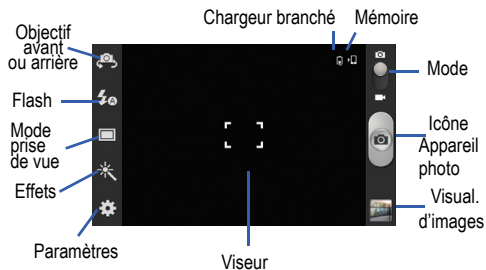 Chargeur branché
Mémoire
Objectif
avant
ou arrière
Flash
Mode
prise
de vue
Effets
Paramètres
Viseur
Mode
Icône
Appareil
photo
Visual.
d'images